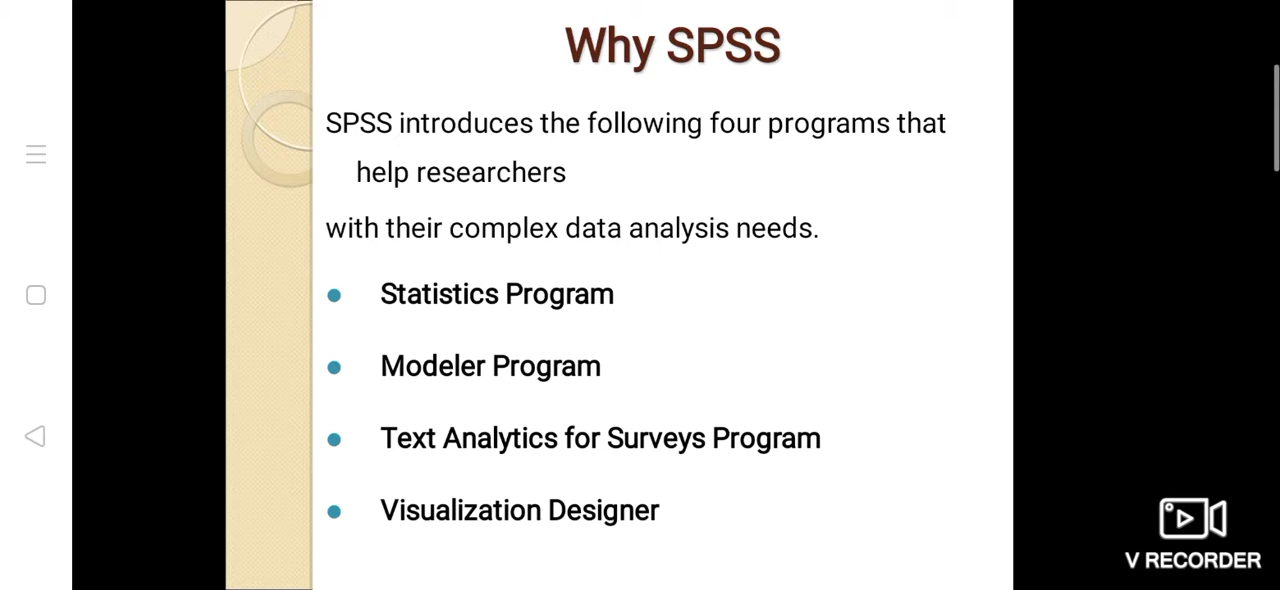 Why SPSS
SPSS introduces the following four programs that
help researchers
with their complex data analysis needs.
Statistics Program
Modeler Program
Text Analytics for Surveys Program
Visualization Designer
V RECORDER